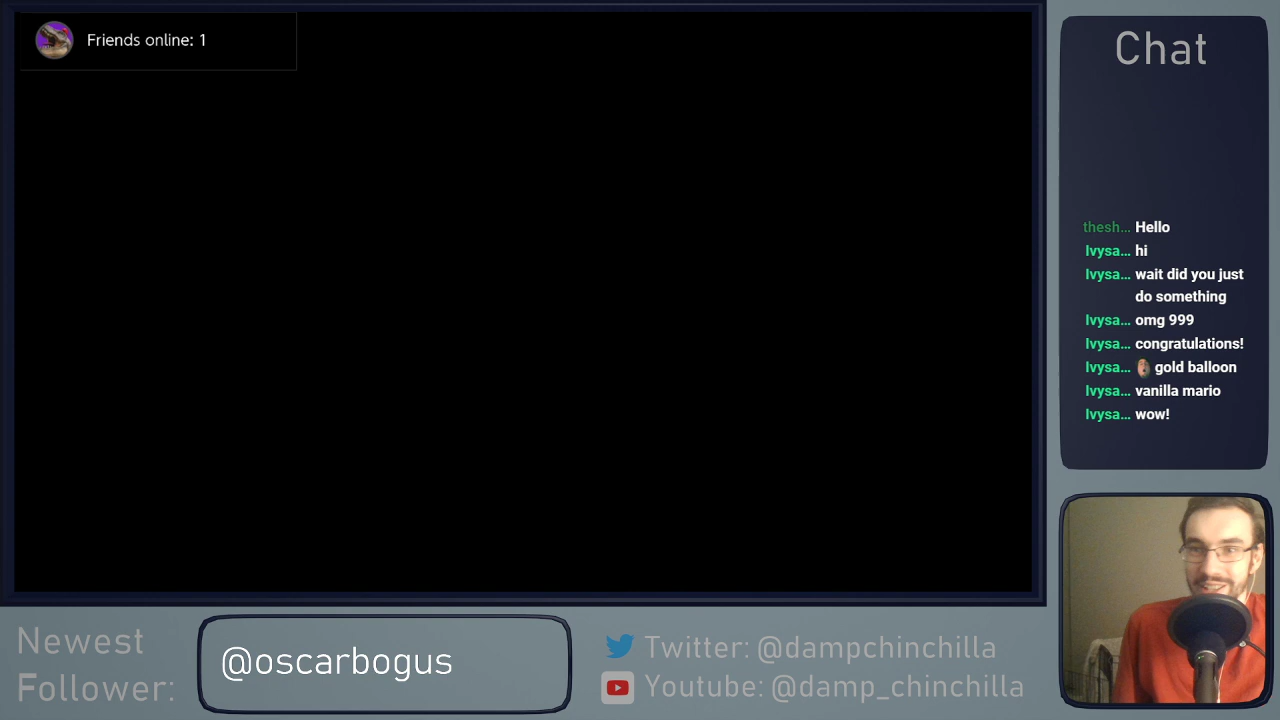 Friends online: 1
Chat
thesh... Hello
Ivysa... hi
Ivysa... wait did you just
do something
Ivysa... omg 999
Ivysa... congratulations!
Ivysa... gold balloon
Ivysa... vanilla mario
Ivysa... wow!
Newest
Follower:
@oscarbogus
Twitter: @dampchinchilla
Youtube: @damp_chinchilla